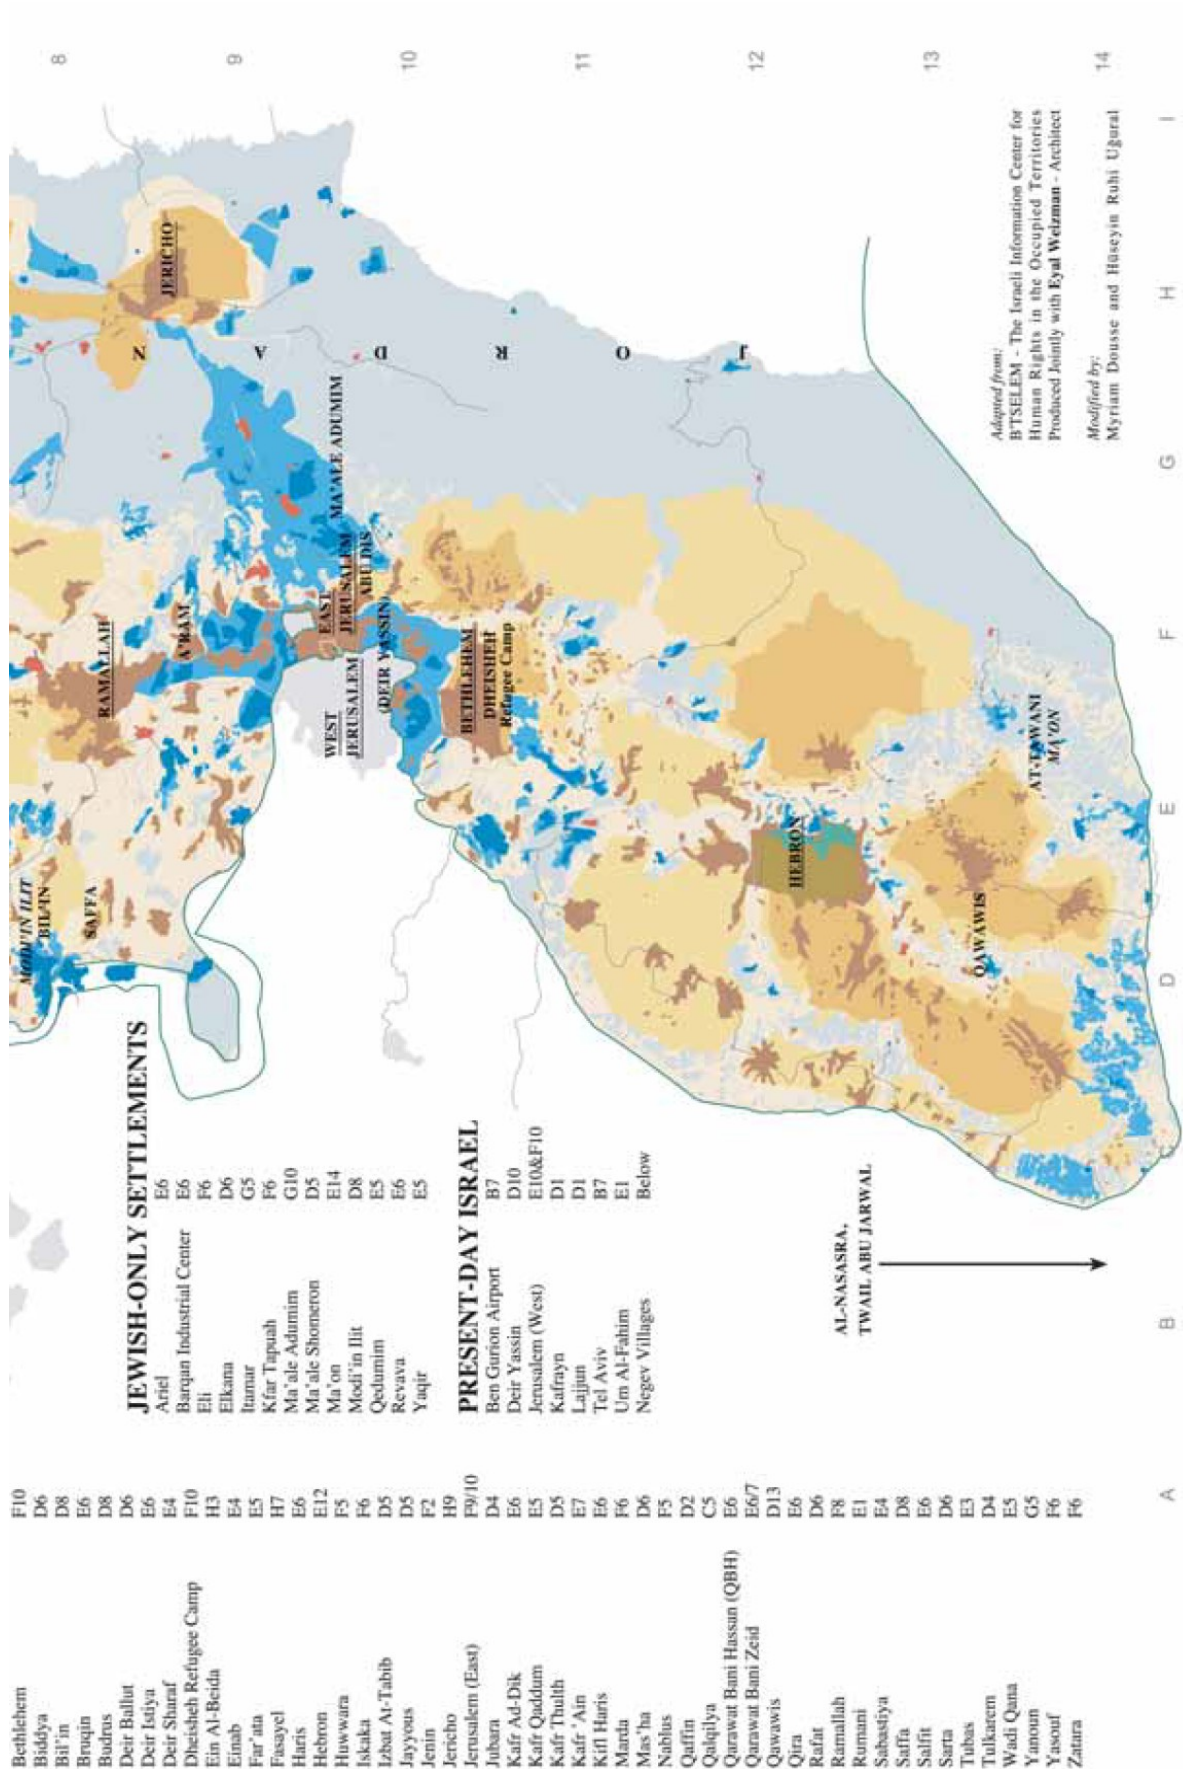 Bethlehem F10
Biddya D6
Bil'in D8
Bruqin E6
Budrus D8
Deir Ballut D6
Deir Istiya E6
Deir Sharaf E4
Dheisheh Refugee Camp F10
Ein Al-Beida H3
Einab E4
Far'ata E5
Fasayel H7
Haris E6
Hebron E12
Huwwara F5
Iskaka F6
Izbat At-Tabib D5
Jayyous D5
Jenin F2
Jericho H9
Jerusalem (East) F9/10
Jubara D4
Kafr Ad-Dik E6
Kafr Qaddum E5
Kafr Thulth D5
Kafr 'Ain E7
Kifl Haris E6
Marda F6
Mas'ha D6
Nablus F5
Qaffin D2
Qalqilya C5
Qarawat Bani Hassan (QBH) E6
Qarawat Bani Zeid E6/7
Qawawis D13
Qira E6
Rafat D6
Ramallah F8
Rumani E1
Sabastiya E4
Saffa D8
Salfit E6
Sarta D6
Tubas E3
Tulkarem D4
Wadi Qana E5
Yanoun G5
Yasouf F6
Zatara F6
JEWISH-ONLY SETTLEMENTS
Ariel E6
Barqan Industrial Center E6
Eli F6
Elkana D6
Itamar G5
Kfar Tapuah F6
Ma'ale Adumim G10
Ma'ale Shomeron D5
Ma'on E14
Modi'in Ilit D8
Qedumim E5
Revava E6
Yaqir E5
PRESENT-DAY ISRAEL
Ben Gurion Airport B7
Deir Yassin D10
Jerusalem (West) E10&F10
Kafrayn D1
Lajjun D1
Tel Aviv B7
Um Al-Fahim E1
Negev Villages Below
AL-NASASRA,
TWAIL ABU JARWAL
MODI'IN ILIT
BIL'IN
SAFFA
RAMALLAH
A'RAM
JERICHO
WEST
JERUSALEM
EAST
JERUSALEM
ABU DIS
MA'ALE ADUMIM
(DEIR YASSIN)
BETHLEHEM
DHEISHEH
Refugee Camp
HEBRON
QAWAWIS
AT-TAWANI
MA'ON
J
O
R
D
A
N
8
9
10
11
12
13
14
A
B
D
E
F
G
H
I
Adapted from:
B'TSELEM - The Israeli Information Center for
Human Rights in the Occupied Territories
Produced Jointly with Eyal Weizman - Architect
Modified by:
Myriam Dousse and Hüseyin Ruhi Uğural